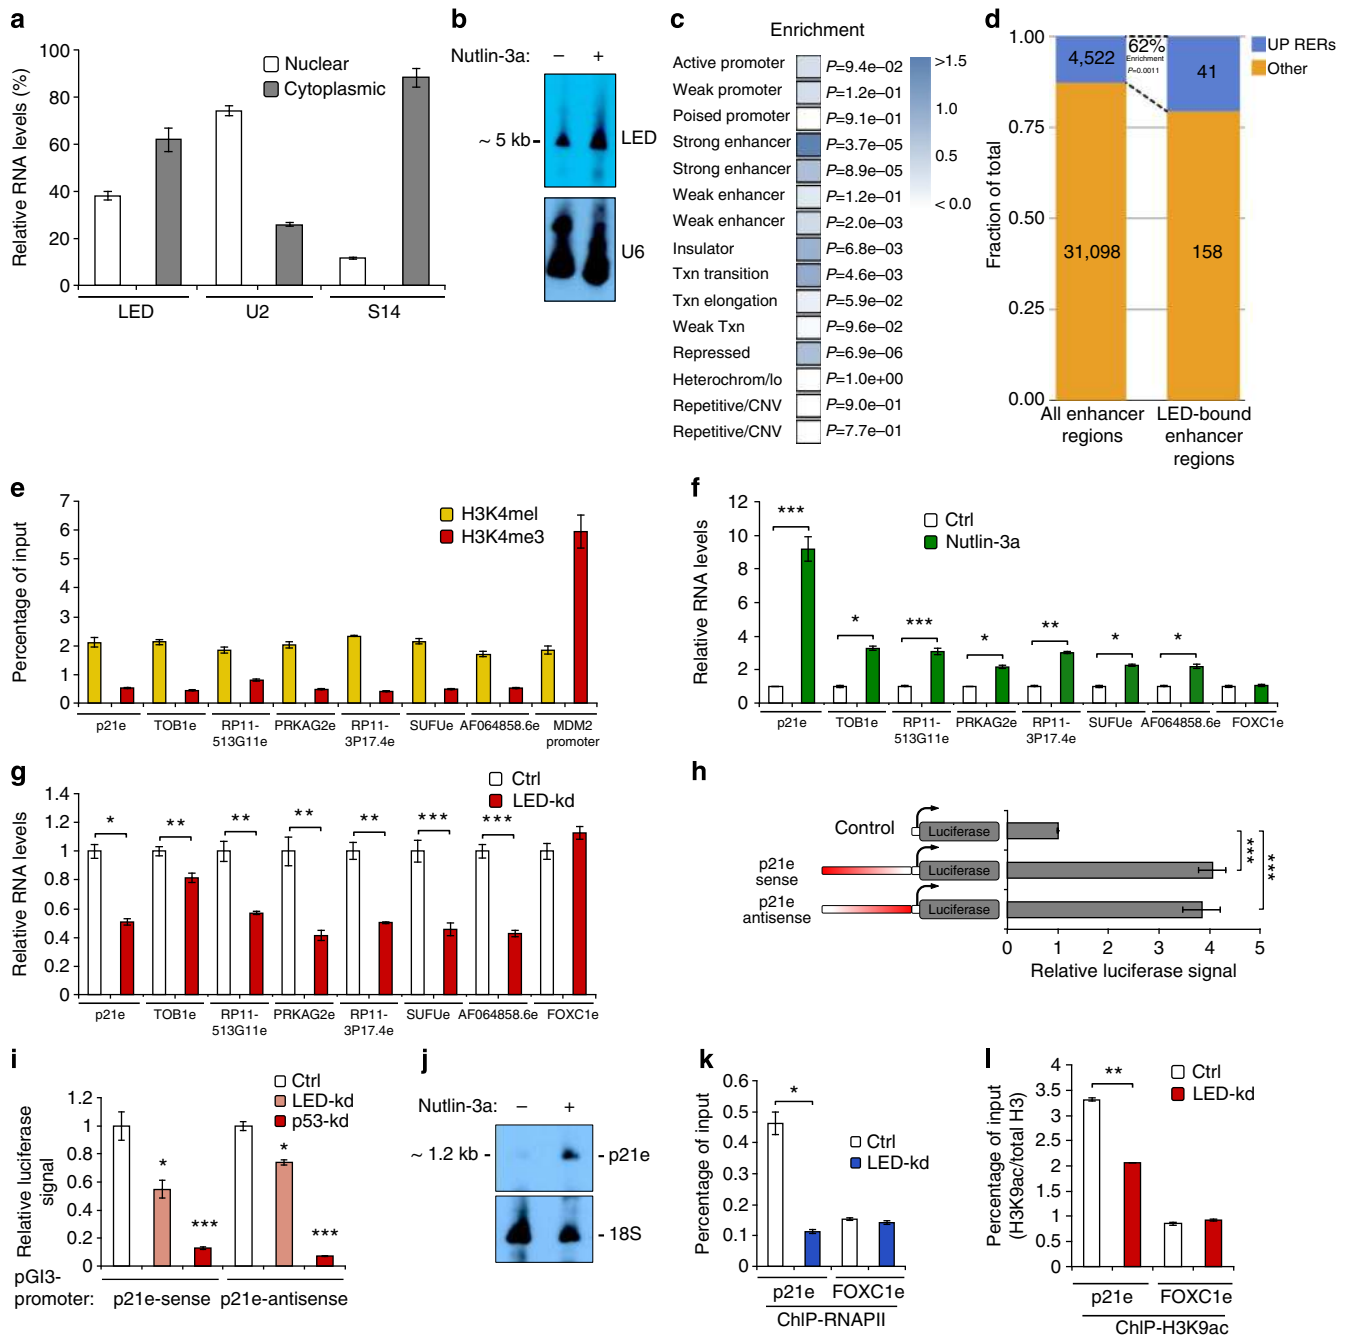 a
Relative RNA levels (%)
100
80
60
40
20
0
Nuclear
Cytoplasmic
LED
U2
S14
b
Nutlin-3a: – +
~ 5 kb
LED
U6
c
Enrichment
Active promoter P=9.4e–02
Weak promoter P=1.2e–01
Poised promoter P=9.1e–01
Strong enhancer P=3.7e–05
Strong enhancer P=8.9e–05
Weak enhancer P=1.2e–01
Weak enhancer P=2.0e–03
Insulator P=6.8e–03
Txn transition P=4.6e–03
Txn elongation P=5.9e–02
Weak Txn P=9.6e–02
Repressed P=6.9e–06
Heterochrom/lo P=1.0e+00
Repetitive/CNV P=9.0e–01
Repetitive/CNV P=7.7e–01
>1.5
1.0
0.5
< 0.0
d
Fraction of total
1.00
0.75
0.50
0.25
0.00
4,522
62%
Enrichment
P=0.0011
41
31,098
158
UP RERs
Other
All enhancer
regions
LED-bound
enhancer
regions
e
Percentage of input
7
6
5
4
3
2
1
0
H3K4mel
H3K4me3
p21e
TOB1e
RP11-
513G11e
PRKAG2e
RP11-
3P17.4e
SUFUe
AF064858.6e
MDM2
promoter
f
Relative RNA levels
12
10
8
6
4
2
0
Ctrl
Nutlin-3a
***
*
***
*
**
*
*
p21e
TOB1e
RP11-
513G11e
PRKAG2e
RP11-
3P17.4e
SUFUe
AF064858.6e
FOXC1e
g
Relative RNA levels
1.4
1.2
1
0.8
0.6
0.4
0.2
0
Ctrl
LED-kd
*
**
**
**
**
***
***
p21e
TOB1e
RP11-
513G11e
PRKAG2e
RP11-
3P17.4e
SUFUe
AF064858.6e
FOXC1e
h
Control
Luciferase
p21e
sense
Luciferase
p21e
antisense
Luciferase
***
***
0 1 2 3 4 5
Relative luciferase signal
i
Relative luciferase
signal
1.2
1
0.8
0.6
0.4
0.2
0
Ctrl
LED-kd
p53-kd
*
***
*
***
pGl3-
promoter:
p21e-sense
p21e-antisense
j
Nutlin-3a: – +
~ 1.2 kb
p21e
18S
k
Percentage of input
0.6
0.5
0.4
0.3
0.2
0.1
0
*
Ctrl
LED-kd
p21e
FOXC1e
ChIP-RNAPII
l
Percentage of input
(H3K9ac/total H3)
4
3.5
3
2.5
2
1.5
1
0.5
0
**
Ctrl
LED-kd
p21e
FOXC1e
ChIP-H3K9ac